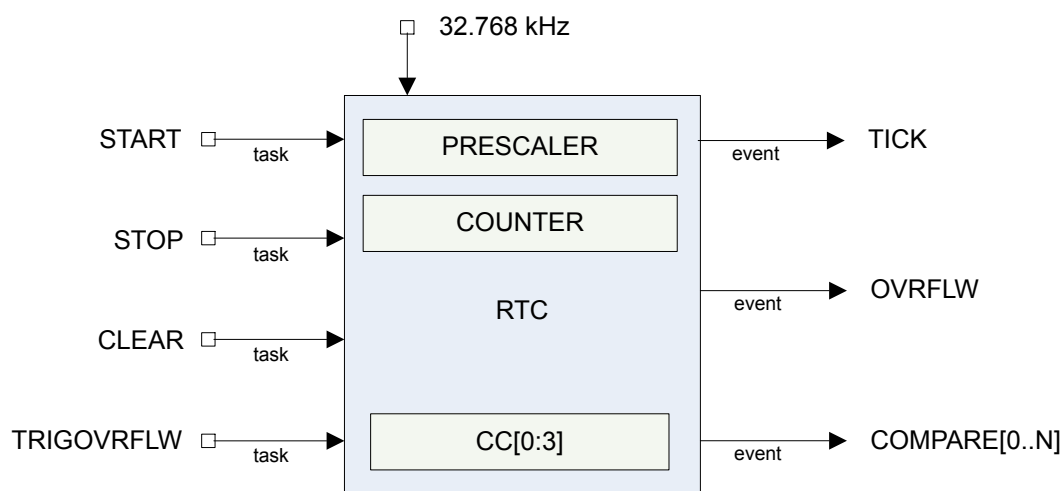 32.768 kHz
START
task
PRESCALER
event
TICK
STOP
task
COUNTER
RTC
event
OVRFLW
CLEAR
task
TRIGOVRFLW
task
CC[0:3]
event
COMPARE[0..N]